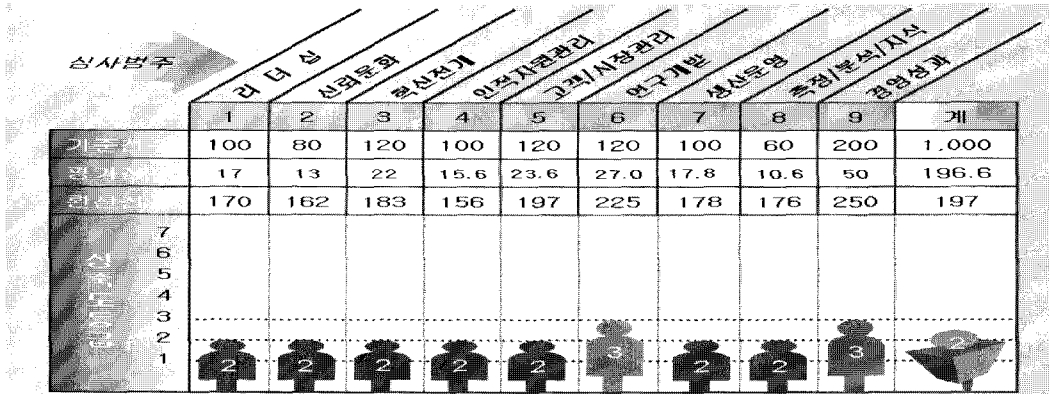 심사범주
리 더 십
신뢰문화
혁신전개
인적자원관리
고객/시장관리
연구개발
생산운영
측정/분석/지식
경영성과
1 2 3 4 5 6 7 8 9 계
100 80 120 100 120 120 100 60 200 1,000
17 13 22 15.6 23.6 27.0 17.8 10.6 50 196.6
170 162 183 156 197 225 178 176 250 197
7
6
5
4
3
2
1
2 2 2 2 2 3 2 2 3 2